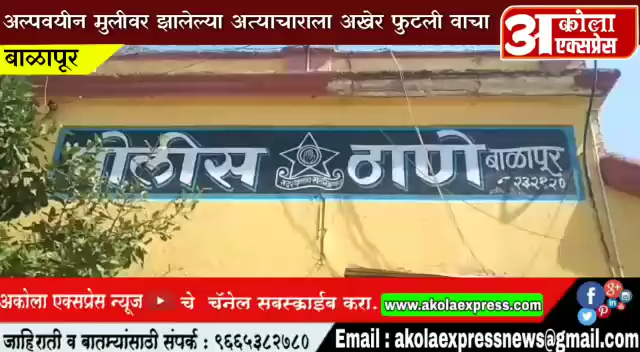 अल्पवयीन मुलीवर झालेल्या अत्याचाराला अखेर फुटली वाचा
अकोला
एक्सप्रेस
बाळापूर
पोलीस ठाणे बाळापूर
२३२१२०
अकोला एक्सप्रेस न्यूज चे चॅनेल सबस्क्राईब करा.
www.akolaexpress.com
जाहिराती व बातम्यांसाठी संपर्क : ९६६५३८२७८०
Email : akolaexpressnews@gmail.com